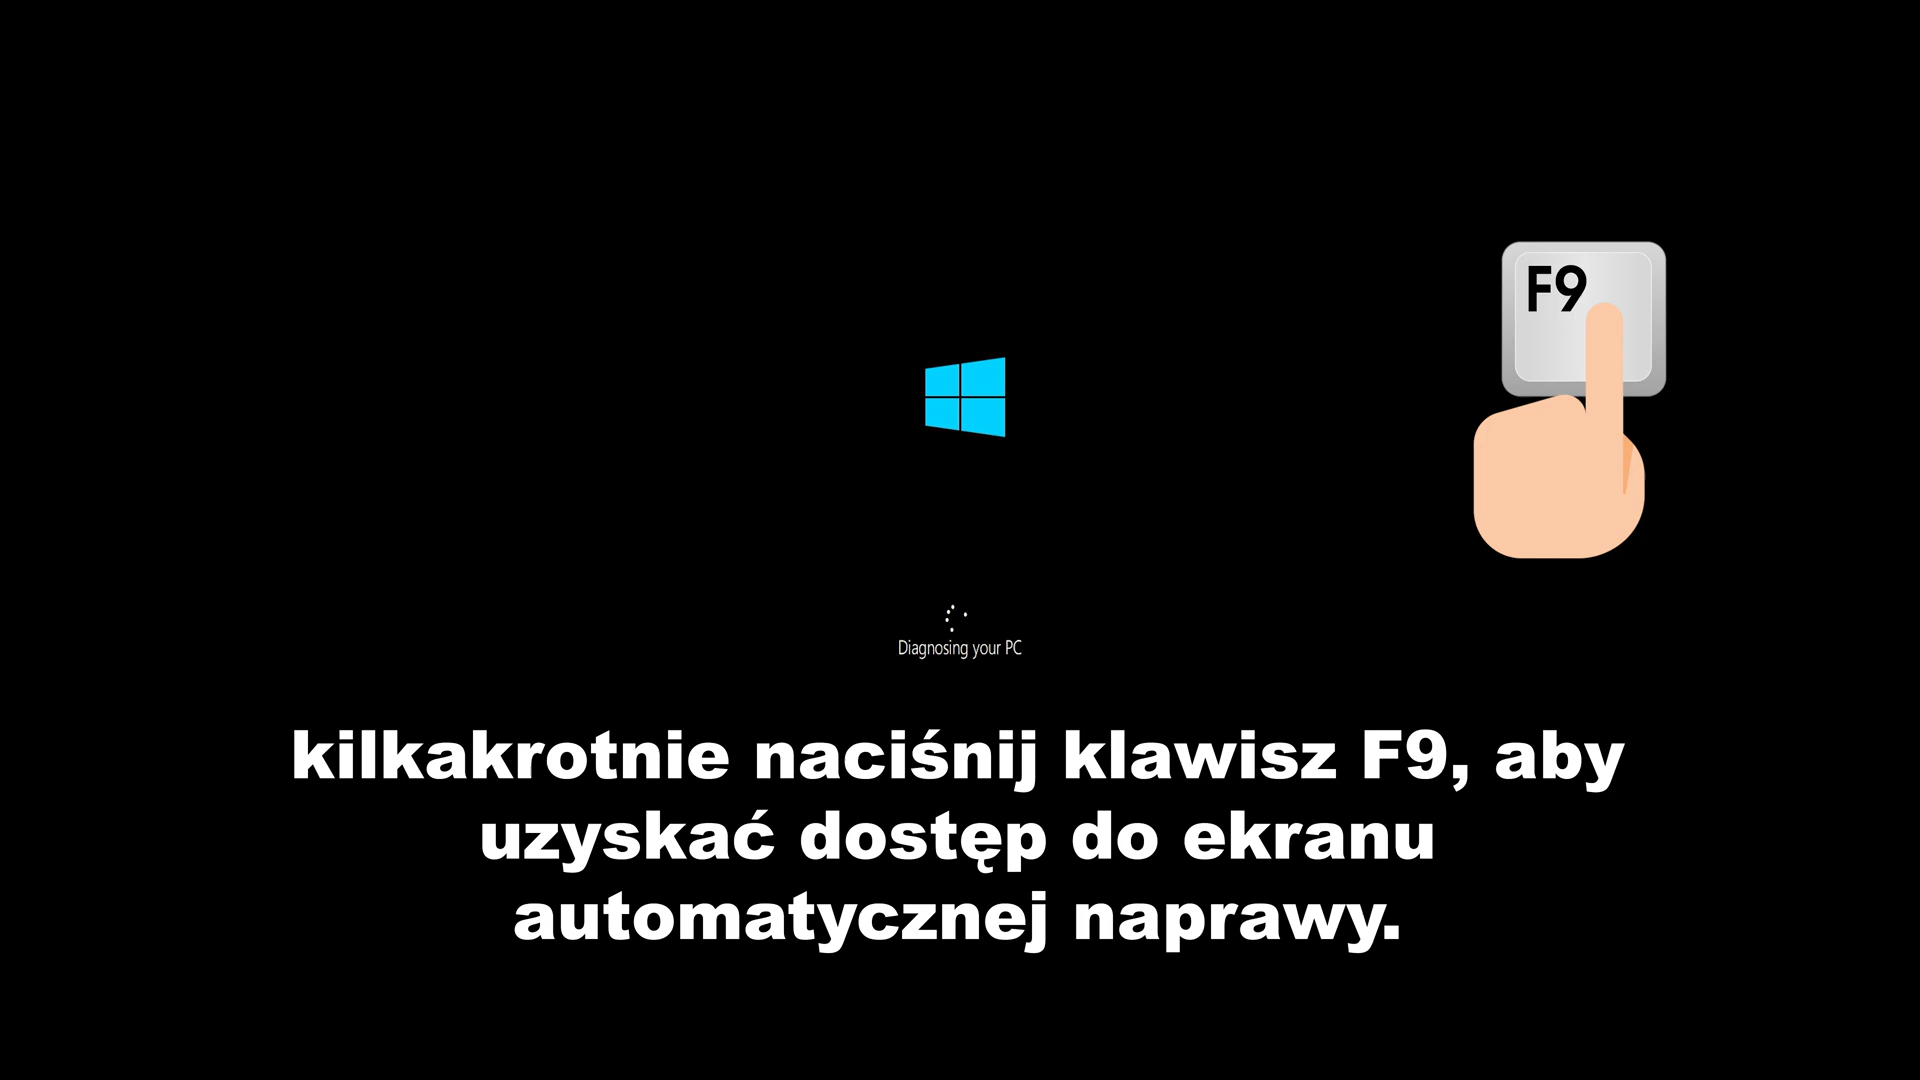 F9
Diagnosing your PC
kilkakrotnie naciśnij klawisz F9, aby
uzyskać dostęp do ekranu
automatycznej naprawy.